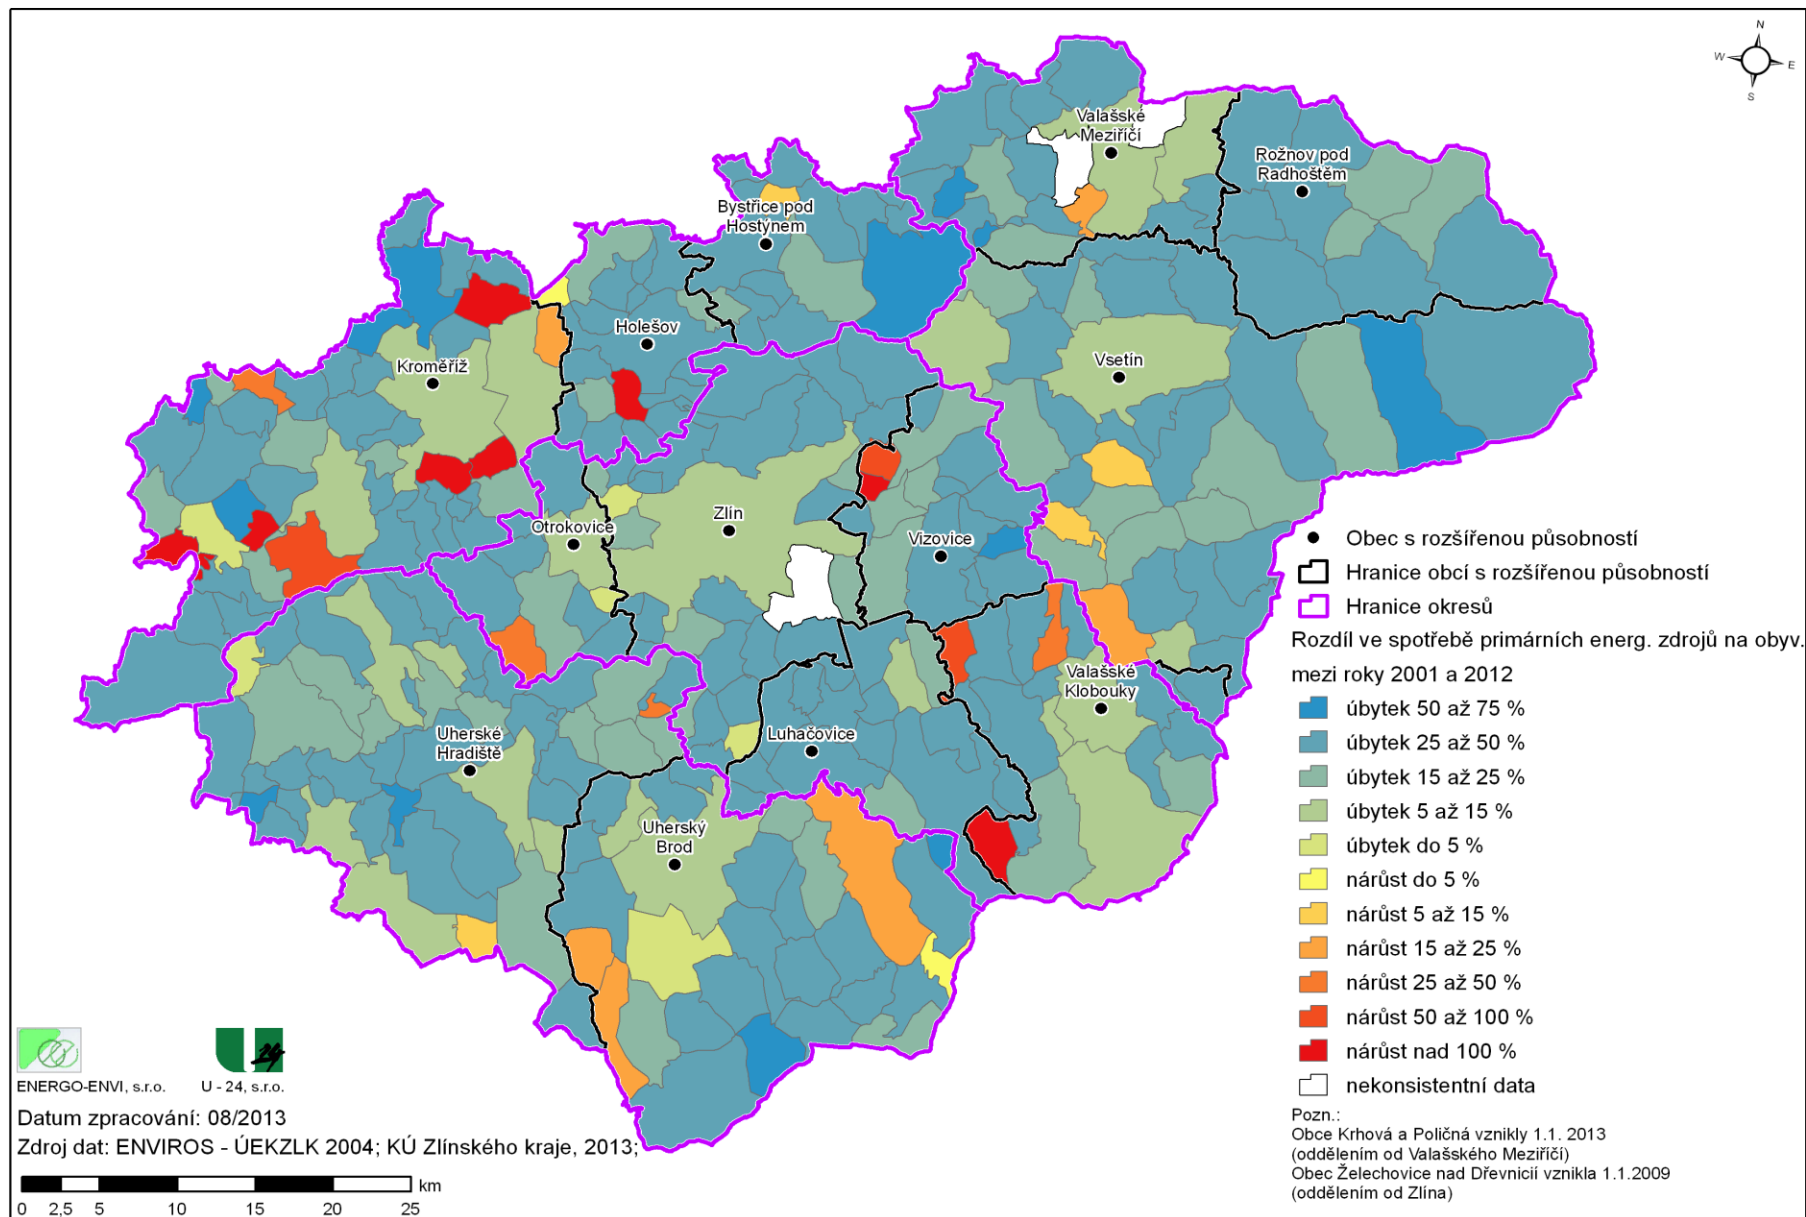 N
W
E
S
Valašské
Meziříčí
Rožnov pod
Radhoštěm
Bystřice pod
Hostýnem
Holešov
Kroměříž
Vsetín
Zlín
Otrokovice
Vizovice
Valašské
Klobouky
Uherské
Hradiště
Luhačovice
Uherský
Brod
Obec s rozšířenou působností
Hranice obcí s rozšířenou působností
Hranice okresů
Rozdíl ve spotřebě primárních energ. zdrojů na obyv.
mezi roky 2001 a 2012
úbytek 50 až 75 %
úbytek 25 až 50 %
úbytek 15 až 25 %
úbytek 5 až 15 %
úbytek do 5 %
nárůst do 5 %
nárůst 5 až 15 %
nárůst 15 až 25 %
nárůst 25 až 50 %
nárůst 50 až 100 %
nárůst nad 100 %
nekonsistentní data
Pozn.:
Obce Krhová a Poličná vznikly 1.1. 2013
(oddělením od Valašského Meziříčí)
Obec Želechovice nad Dřevnicií vznikla 1.1.2009
(oddělením od Zlína)
ENERGO-ENVI, s.r.o.
U - 24, s.r.o.
Datum zpracování: 08/2013
Zdroj dat: ENVIROS - ÚEKZLK 2004; KÚ Zlínského kraje, 2013;
km
0 2,5 5 10 15 20 25